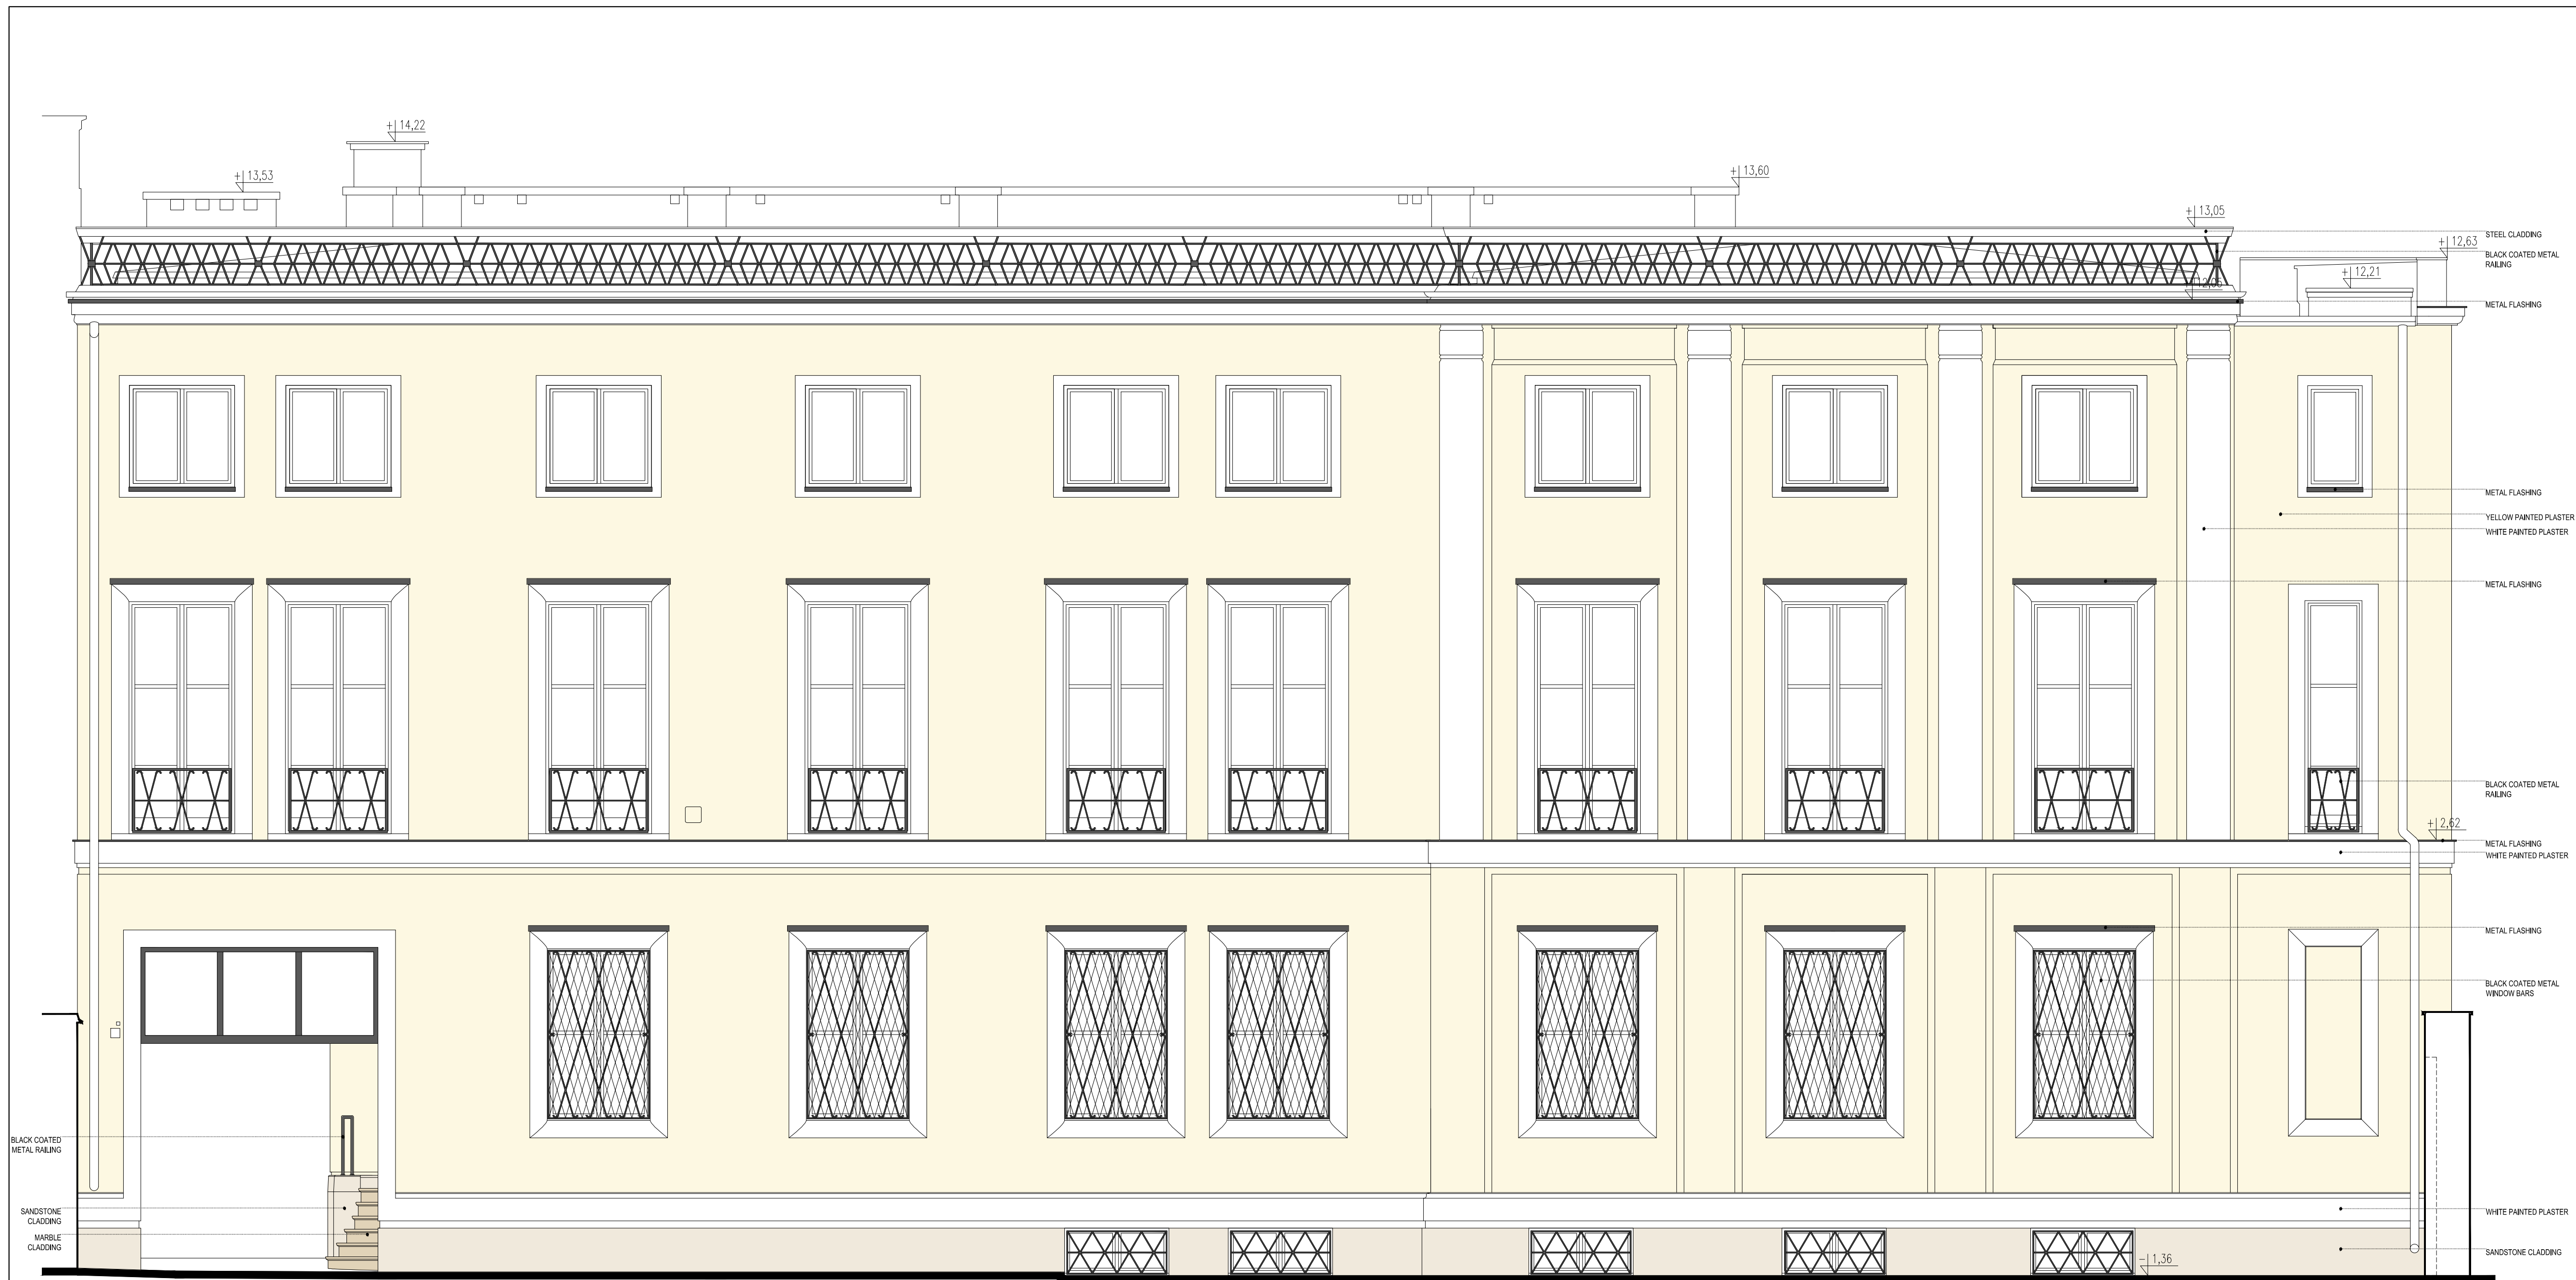 +14,22
+13,53
+13,60
+13,05
STEEL CLADDING
+12,63
BLACK COATED METAL
RAILING
+12,21
METAL FLASHING
METAL FLASHING
YELLOW PAINTED PLASTER
WHITE PAINTED PLASTER
METAL FLASHING
BLACK COATED METAL
RAILING
+2,62
METAL FLASHING
WHITE PAINTED PLASTER
METAL FLASHING
BLACK COATED METAL
WINDOW BARS
BLACK COATED
METAL RAILING
SANDSTONE
CLADDING
WHITE PAINTED PLASTER
MARBLE
CLADDING
SANDSTONE CLADDING
-1,36